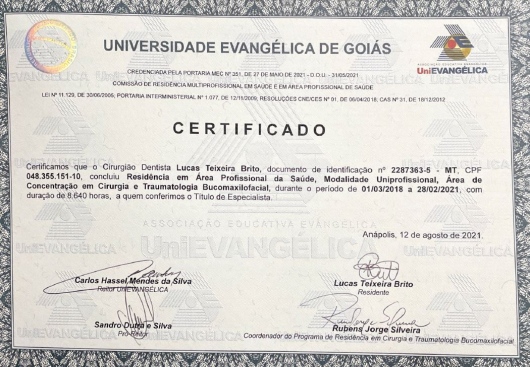 UNIVERSIDADE EVANGÉLICA DE GOIÁS
ASSOCIAÇÃO EDUCATIVA EVANGÉLICA
UniEVANGÉLICA
CREDENCIADA PELA PORTARIA MEC Nº 351, DE 27 DE MAIO DE 2021 - D.O.U. - 31/05/2021
COMISSÃO DE RESIDÊNCIA MULTIPROFISSIONAL EM SAÚDE E EM ÁREA PROFISSIONAL DE SAÚDE
LEI Nº 11.129, DE 30/06/2005; PORTARIA INTERMINISTERIAL Nº 1.077, DE 12/11/2009; RESOLUÇÕES CNE/CES Nº 01, DE 06/04/2018; CAS Nº 31, DE 18/12/2012
CERTIFICADO
Certificamos que o Cirurgião Dentista Lucas Teixeira Brito, documento de identificação nº 2287363-5 - MT, CPF
048.355.151-10, concluiu Residência em Área Profissional da Saúde, Modalidade Uniprofissional, Área de
Concentração em Cirurgia e Traumatologia Bucomaxilofacial, durante o período de 01/03/2018 a 28/02/2021, com
duração de 8.640 horas, a quem conferimos o Título de Especialista.
ASSOCIAÇÃO EDUCATIVA EVANGÉLICA
UniEVANGÉLICA
Anápolis, 12 de agosto de 2021.
Carlos Hassel Mendes da Silva
Reitor UniEVANGÉLICA
Lucas Teixeira Brito
Residente
Sandro Dutra e Silva
Pró-Reitor
Rubens Jorge Silveira
Coordenador do Programa de Residência em Cirurgia e Traumatologia Bucomaxilofacial